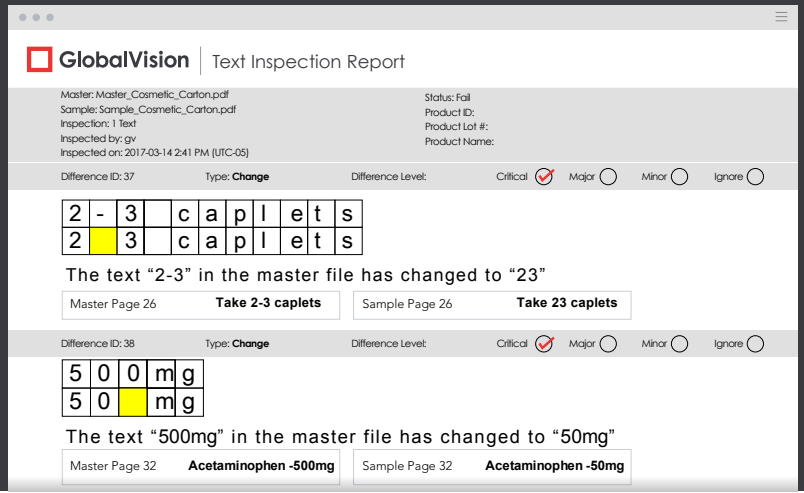 GlobalVision | Text Inspection Report
Master: Master_Cosmetic_Carton.pdf
Sample: Sample_Cosmetic_Carton.pdf
Inspection: 1 Text
Inspected by: gv
Inspected on: 2017-03-14 2:41 PM (UTC-05)
Status: Fail
Product ID:
Product Lot #:
Product Name:
Difference ID: 37 Type: Change Difference Level: Critical Major Minor Ignore
2-3 caplets
2 3 caplets
The text “2-3” in the master file has changed to “23”
Master Page 26 Take 2-3 caplets Sample Page 26 Take 23 caplets
Difference ID: 38 Type: Change Difference Level: Critical Major Minor Ignore
500mg
50 mg
The text “500mg” in the master file has changed to “50mg”
Master Page 32 Acetaminophen -500mg Sample Page 32 Acetaminophen -50mg